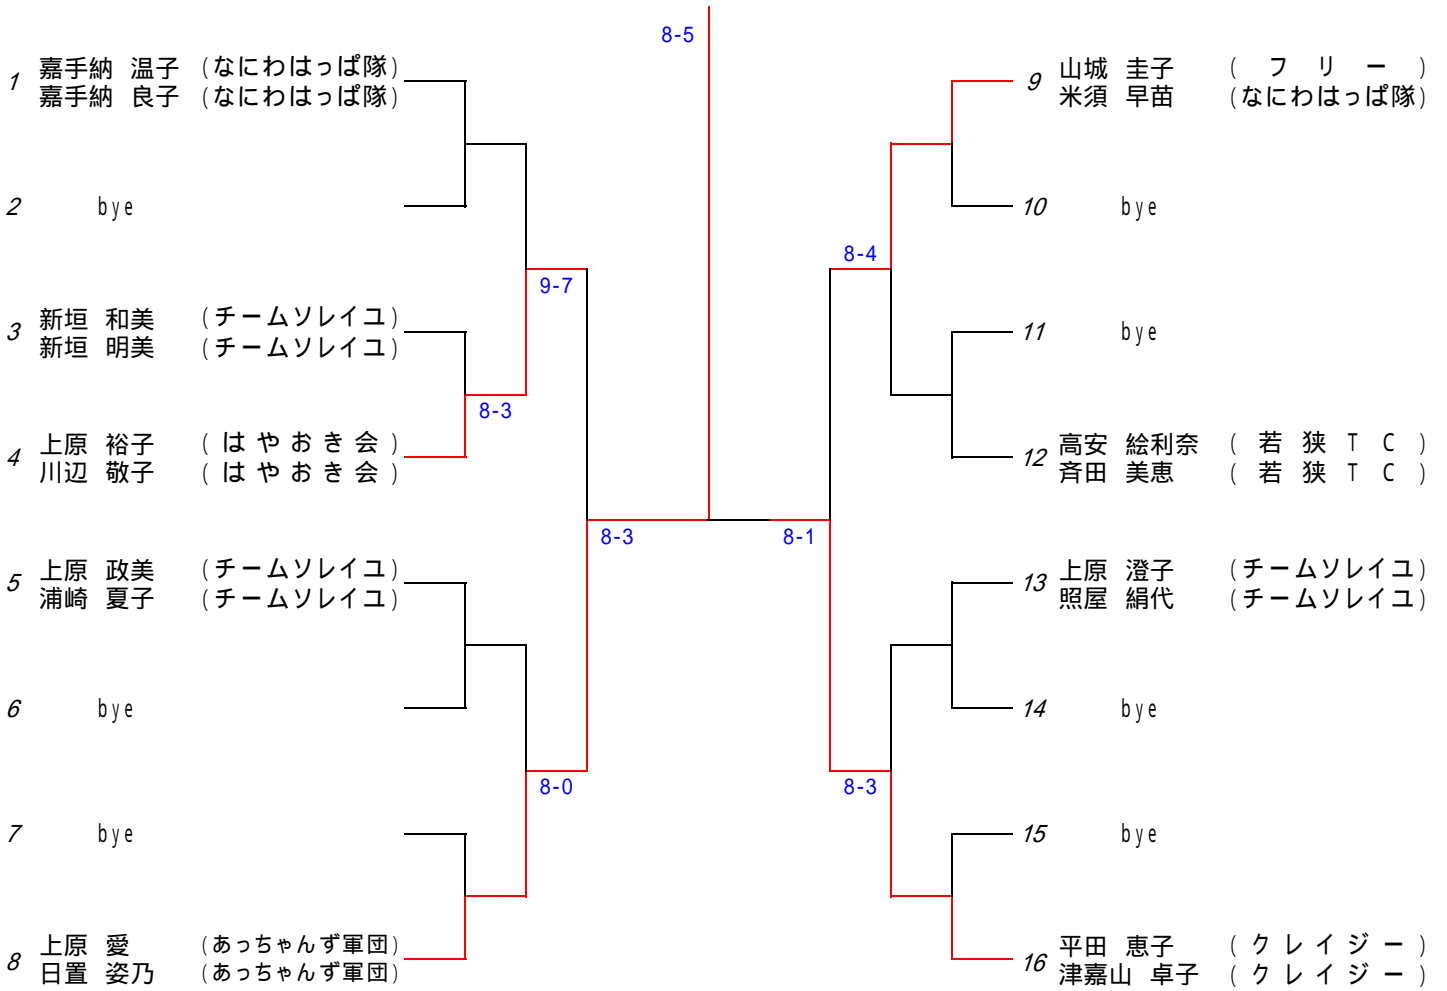 8-5
1 嘉手納 温子 (なにわはっぱ隊)
嘉手納 良子 (なにわはっぱ隊)
2 bye
9-7
3 新垣 和美 (チームソレイユ)
新垣 明美 (チームソレイユ)
8-3
4 上原 裕子 (はやおき会)
川辺 敬子 (はやおき会)
8-3
5 上原 政美 (チームソレイユ)
浦崎 夏子 (チームソレイユ)
6 bye
8-0
7 bye
8 上原 愛 (あっちゃんず軍団)
日置 姿乃 (あっちゃんず軍団)
9 山城 圭子 (フリー)
米須 早苗 (なにわはっぱ隊)
10 bye
8-4
11 bye
12 高安 絵利奈 (若狭TC)
斉田 美恵 (若狭TC)
8-1
13 上原 澄子 (チームソレイユ)
照屋 絹代 (チームソレイユ)
14 bye
8-3
15 bye
16 平田 恵子 (クレイジー)
津嘉山 卓子 (クレイジー)